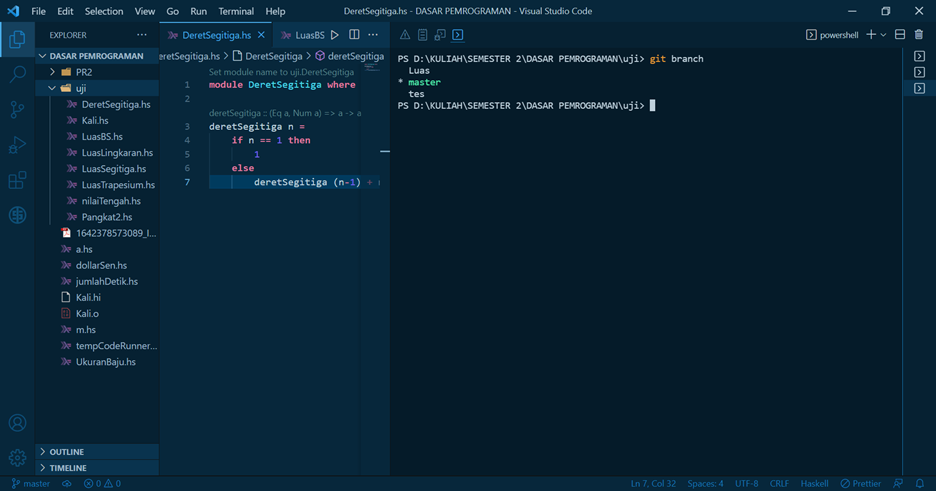 File Edit Selection View Go Run Terminal Help DeretSegitiga.hs - DASAR PEMROGRAMAN - Visual Studio Code
EXPLORER ...
DASAR PEMROGRAMAN
PR2
uji
DeretSegitiga.hs
Kali.hs
LuasBS.hs
LuasLingkaran.hs
LuasSegitiga.hs
LuasTrapesium.hs
nilaiTengah.hs
Pangkat2.hs
1642378573089_I...
a.hs
dollarSen.hs
jumlahDetik.hs
Kali.hi
Kali.o
m.hs
tempCodeRunner...
UkuranBaju.hs
OUTLINE
TIMELINE
DeretSegitiga.hs LuasBS ...
eretSegitiga.hs > DeretSegitiga > deretSegitiga
Set module name to uji.DeretSegitiga
1 module DeretSegitiga where
2
deretSegitiga :: (Eq a, Num a) => a -> a
3 deretSegitiga n =
4 if n == 1 then
5 1
6 else
7 deretSegitiga (n-1) +
powershell
PS D:\KULIAH\SEMESTER 2\DASAR PEMROGRAMAN\uji> git branch
Luas
* master
tes
PS D:\KULIAH\SEMESTER 2\DASAR PEMROGRAMAN\uji>
master 0 0 Ln 7, Col 32 Spaces: 4 UTF-8 CRLF Haskell Prettier